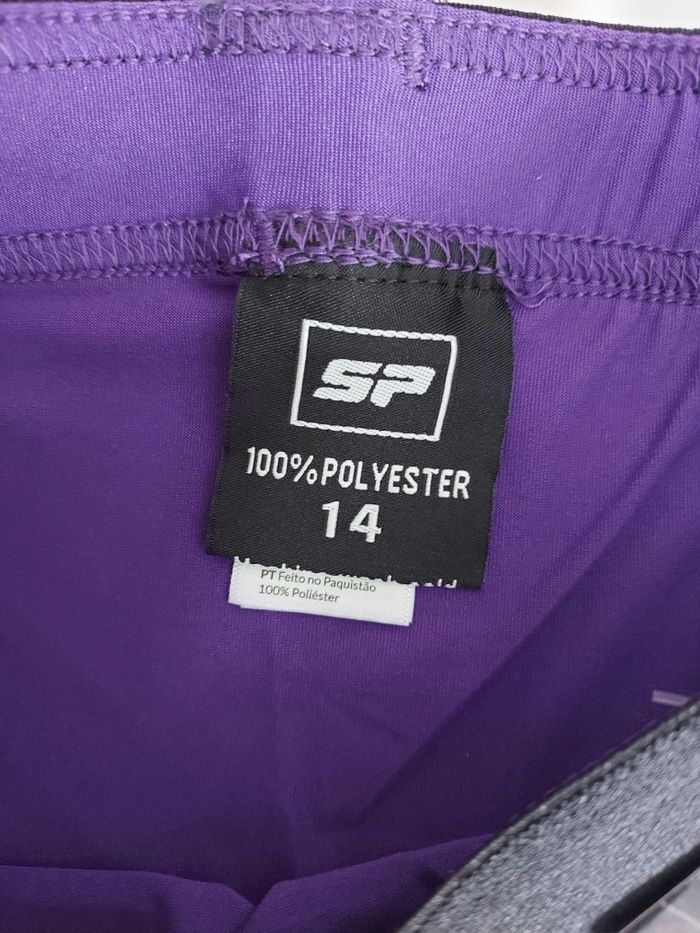 SP
100% POLYESTER
14
PT Feito no Paquistão
100% Poliéster